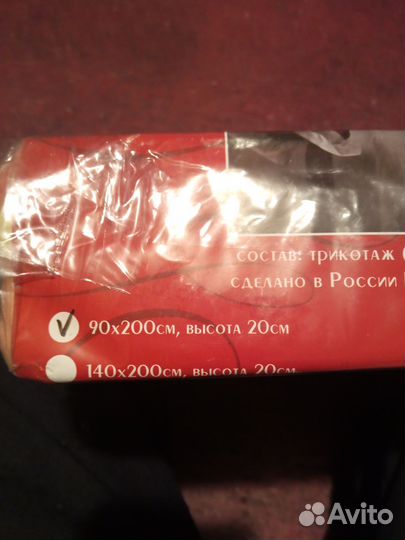 СОСТАВ: ТРИКОТАЖ (
СДЕЛАНО В РОССИИ
90х200см, высота 20см
140х200см, высота 20см
Avito